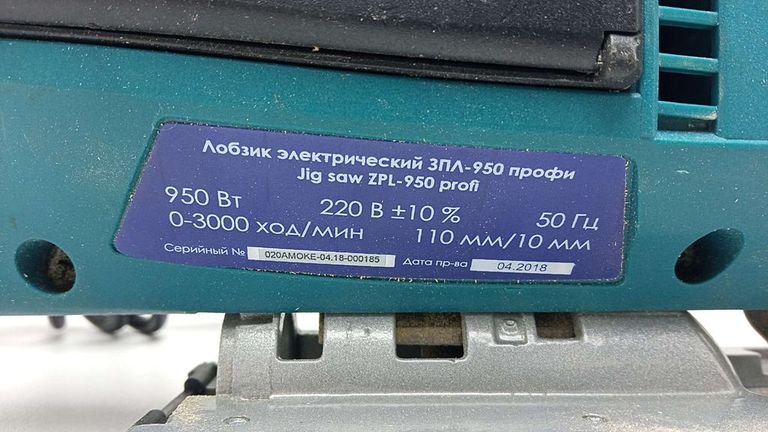 Лобзик электрический ЗПЛ-950 профи
Jig saw ZPL-950 profi
950 Вт 220 В ±10 % 50 Гц
0-3000 ход/мин 110 мм/10 мм
Серийный № 020AMOKE-04.18-000185 Дата пр-ва 04.2018